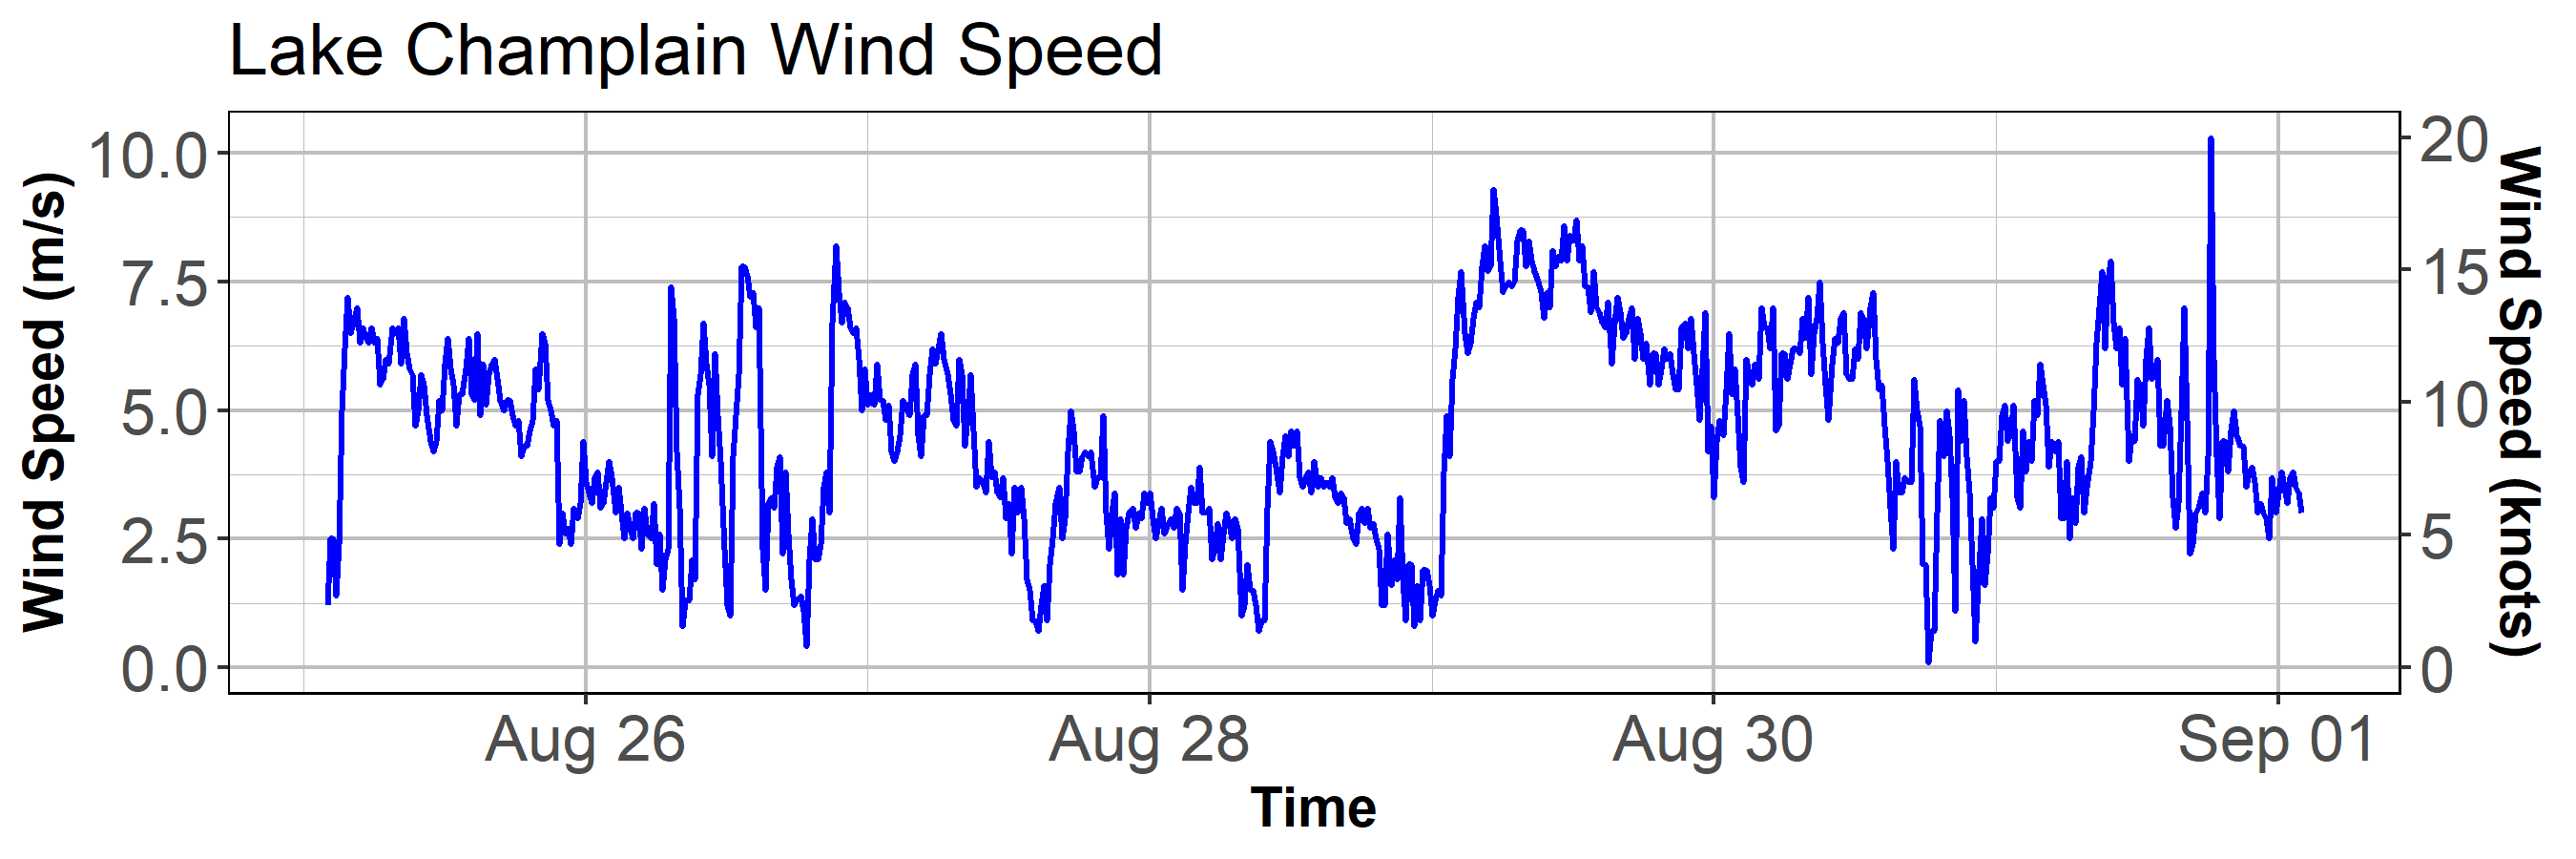 Lake Champlain Wind Speed
Wind Speed (m/s)
10.0
7.5
5.0
2.5
0.0
20
15
10
5
0
Wind Speed (knots)
Aug 26
Aug 28
Aug 30
Sep 01
Time